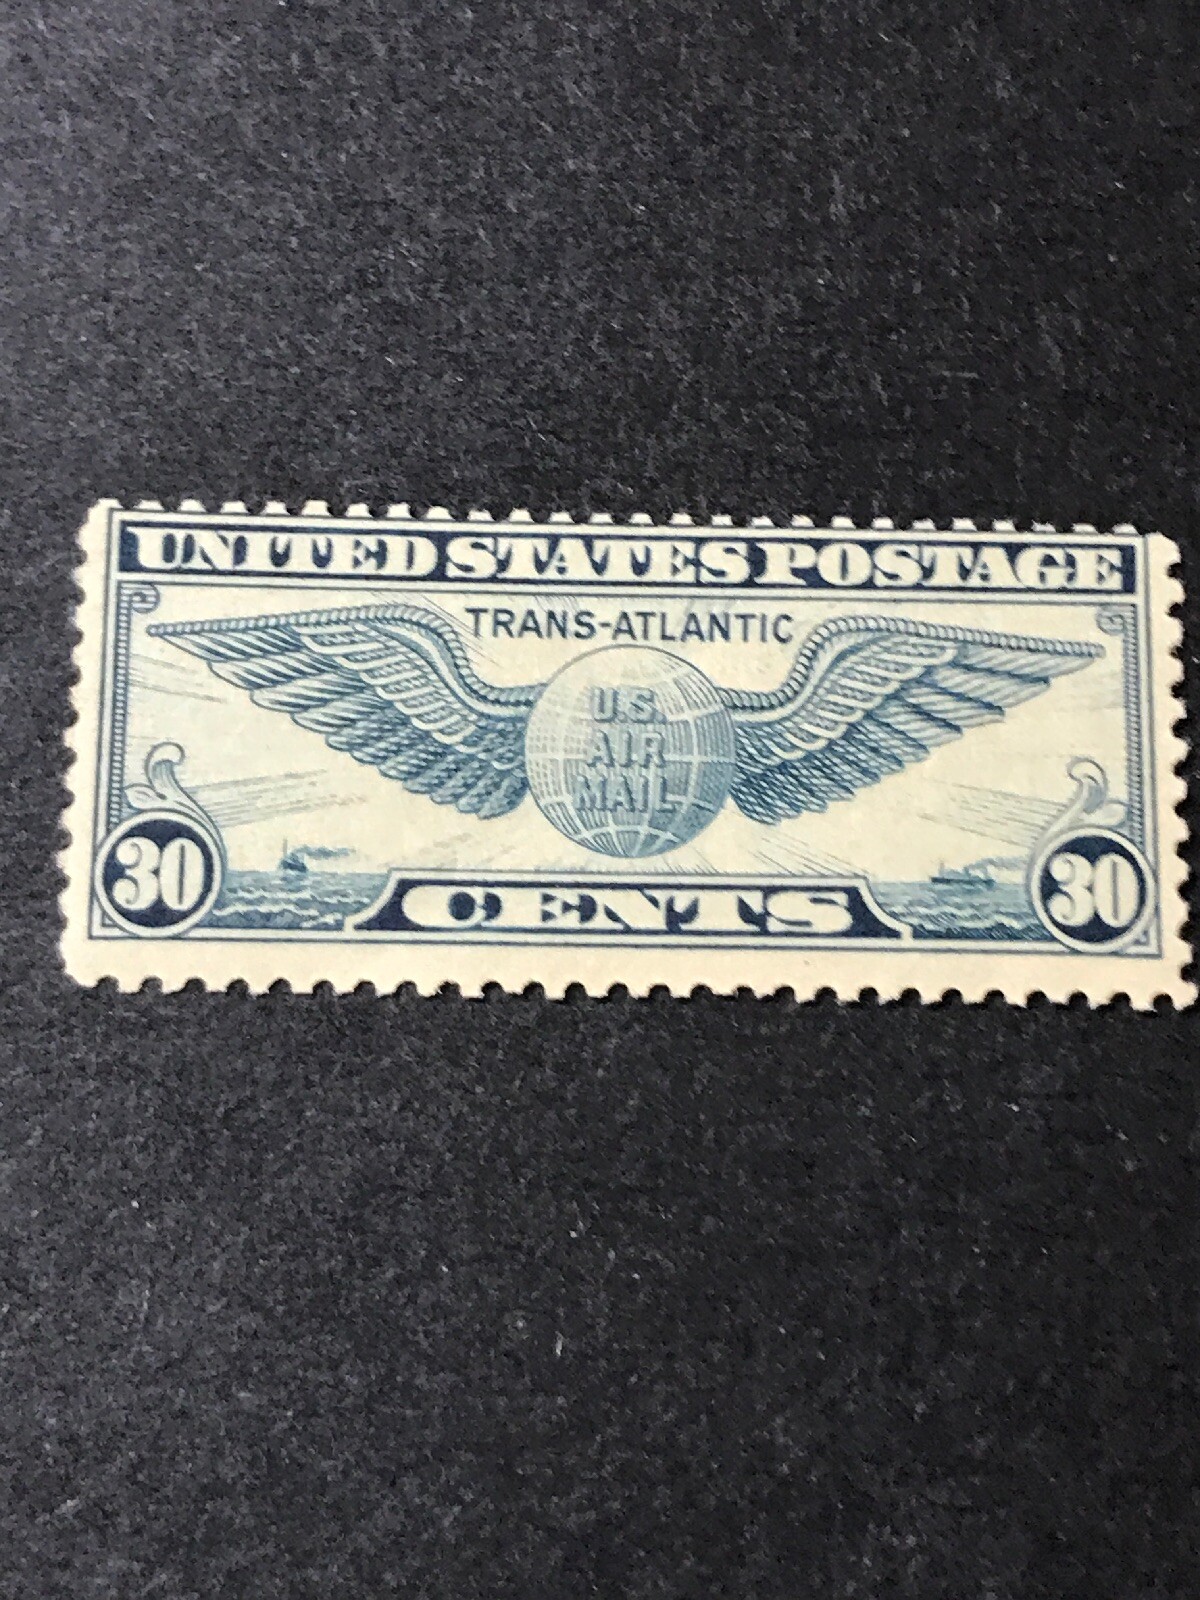 UNITED STATES POSTAGE
TRANS-ATLANTIC
U.S.
AIR
MAIL
30 CENTS 30